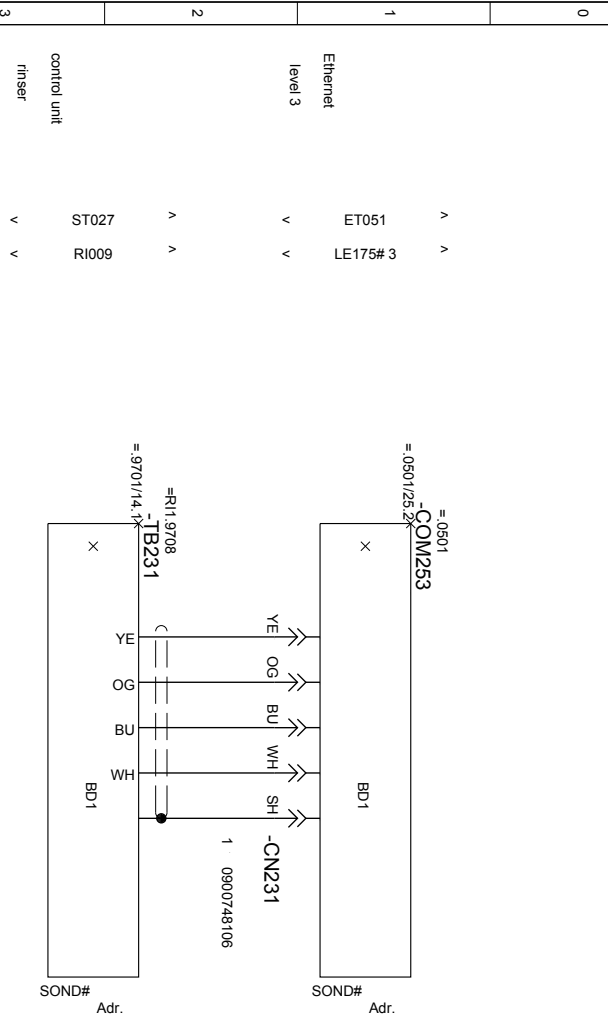 3 2 1 0
control unit
rinser
Ethernet
level 3
< ST027 >
< RI009 >
< ET051 >
< LE175# 3 >
=.9701/14.1
=RI1.9708
-TB231
=.0501/25.2
=.0501
-COM253
YE YE
OG OG
BU BU
WH WH
SH
BD1
BD1
-CN231
1 0900748106
SOND#
Adr.
SOND#
Adr.